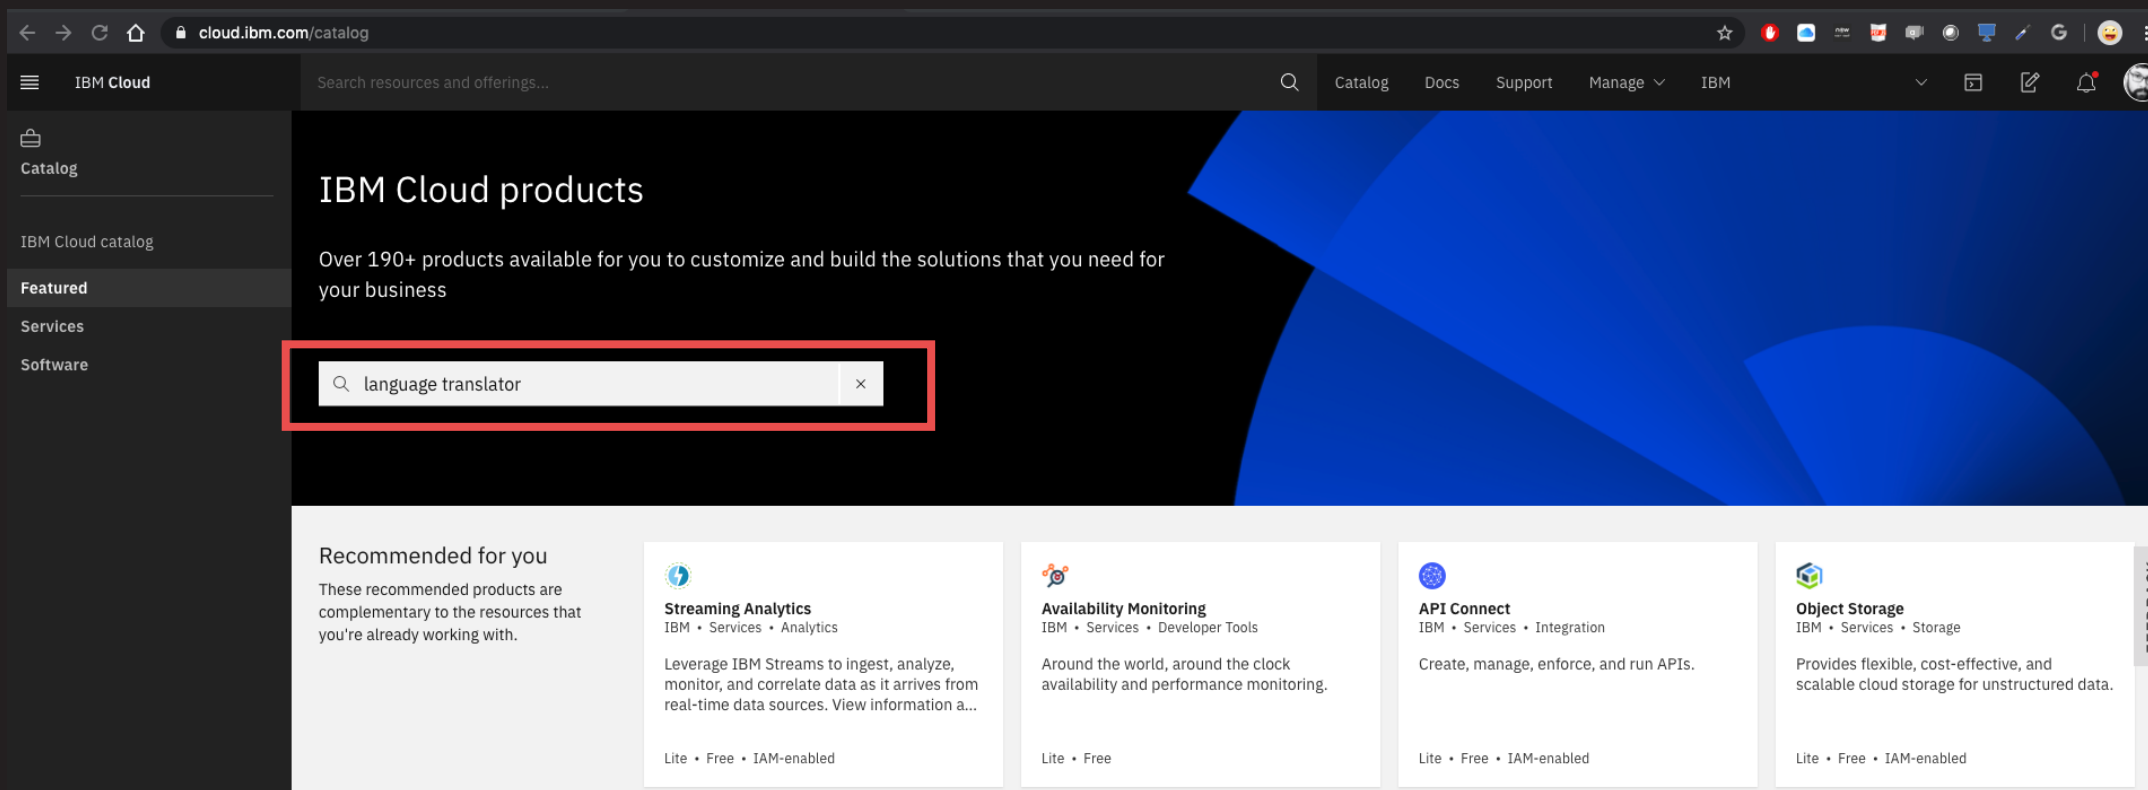 cloud.ibm.com/catalog
IBM Cloud
Search resources and offerings...
Catalog
Docs
Support
Manage
IBM
Catalog
IBM Cloud catalog
Featured
Services
Software
IBM Cloud products
Over 190+ products available for you to customize and build the solutions that you need for
your business
language translator
Recommended for you
These recommended products are
complementary to the resources that
you're already working with.
Streaming Analytics
IBM • Services • Analytics
Leverage IBM Streams to ingest, analyze,
monitor, and correlate data as it arrives from
real-time data sources. View information a...
Lite • Free • IAM-enabled
Availability Monitoring
IBM • Services • Developer Tools
Around the world, around the clock
availability and performance monitoring.
Lite • Free
API Connect
IBM • Services • Integration
Create, manage, enforce, and run APIs.
Lite • Free • IAM-enabled
Object Storage
IBM • Services • Storage
Provides flexible, cost-effective, and
scalable cloud storage for unstructured data.
Lite • Free • IAM-enabled